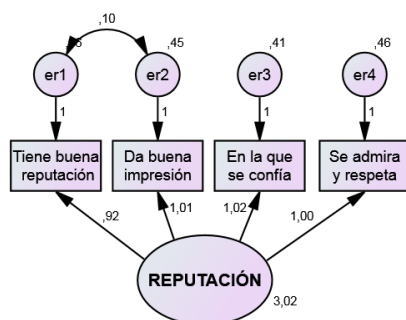 ,10
,45
,41
,46
er1
er2
er3
er4
1
1
1
1
Tiene buena
reputación
Da buena
impresión
En la que
se confía
Se admira
y respeta
,92
1,01
1,02
1,00
REPUTACIÓN
3,02